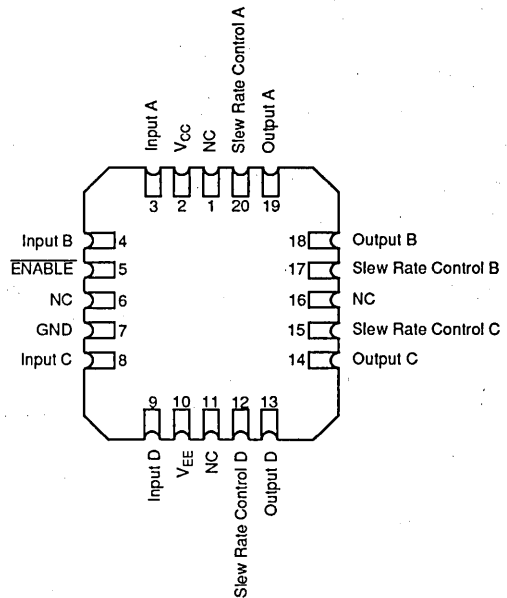 Input A
VCC
NC
Slew Rate Control A
Output A
3 2 1 20 19
Input B 4
ENABLE 5
NC 6
GND 7
Input C 8
18 Output B
17 Slew Rate Control B
16 NC
15 Slew Rate Control C
14 Output C
9 10 11 12 13
Input D
VEE
NC
Slew Rate Control D
Output D